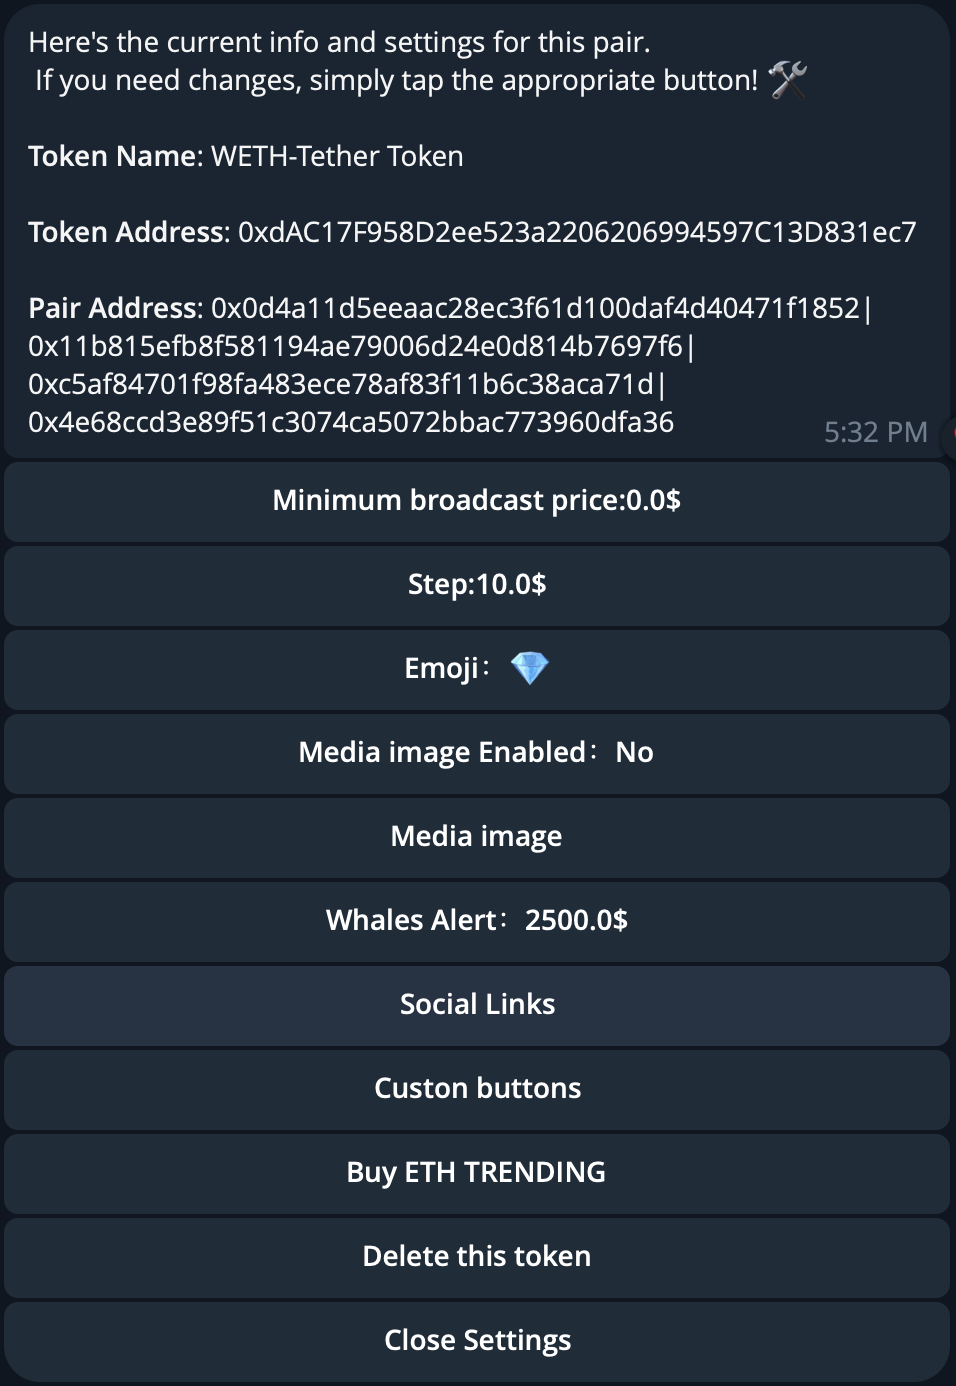 Here's the current info and settings for this pair.
If you need changes, simply tap the appropriate button! 🛠
Token Name: WETH-Tether Token
Token Address: 0xdAC17F958D2ee523a2206206994597C13D831ec7
Pair Address: 0x0d4a11d5eeaac28ec3f61d100daf4d40471f1852|
0x11b815efb8f581194ae79006d24e0d814b7697f6|
0xc5af84701f98fa483ece78af83f11b6c38aca71d|
0x4e68ccd3e89f51c3074ca5072bbac773960dfa36
5:32 PM
Minimum broadcast price:0.0$
Step:10.0$
Emoji： 💎
Media image Enabled： No
Media image
Whales Alert： 2500.0$
Social Links
Custon buttons
Buy ETH TRENDING
Delete this token
Close Settings